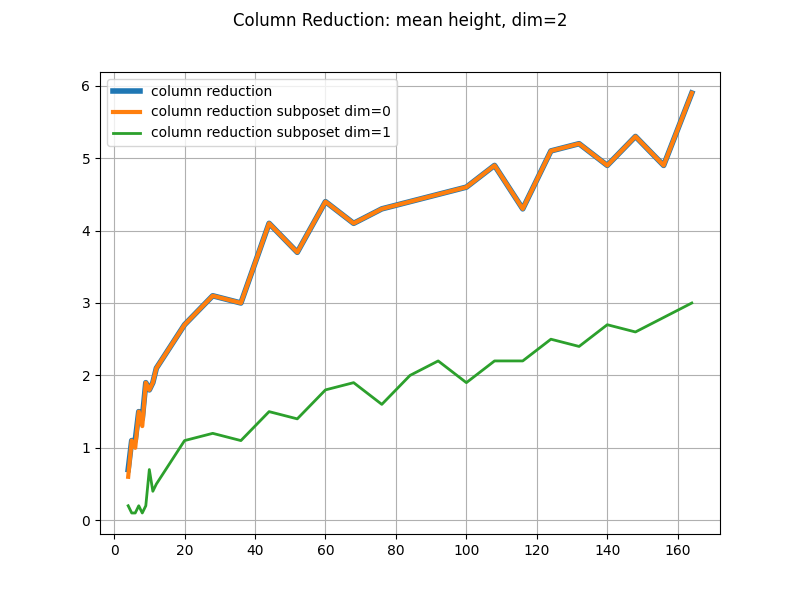 Column Reduction: mean height, dim=2
column reduction
column reduction subposet dim=0
column reduction subposet dim=1
6
5
4
3
2
1
0
0 20 40 60 80 100 120 140 160